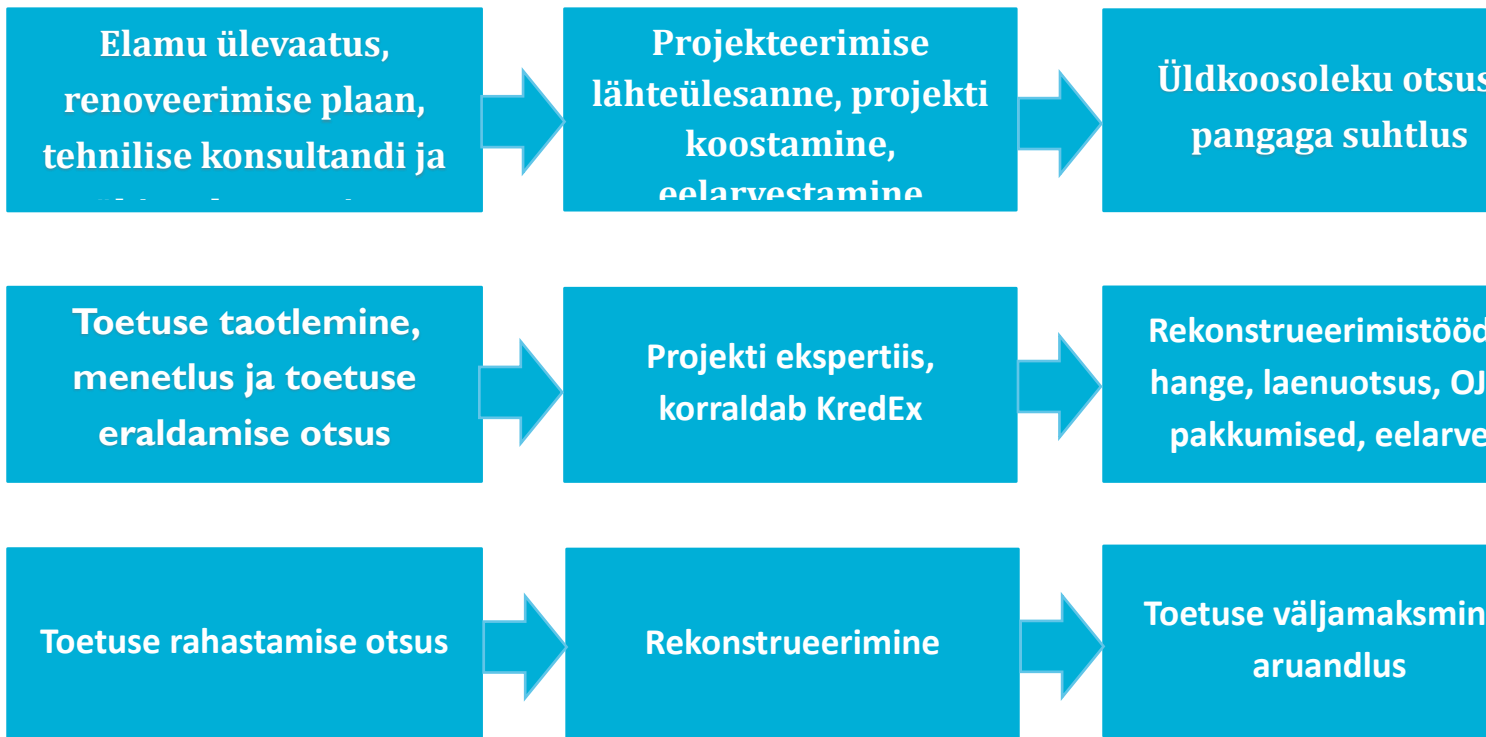 Elamu ülevaatus,
renoveerimise plaan,
tehnilise konsultandi ja
Projekteerimise
lähteülesanne, projekti
koostamine,
eelarvestamine
Üldkoosoleku otsus
pangaga suhtlus
Toetuse taotlemine,
menetlus ja toetuse
eraldamise otsus
Projekti ekspertiis,
korraldab KredEx
Rekonstrueerimistööd
hange, laenuotsus, OJ
pakkumised, eelarve
Toetuse rahastamise otsus
Rekonstrueerimine
Toetuse väljamaksmin
aruandlus